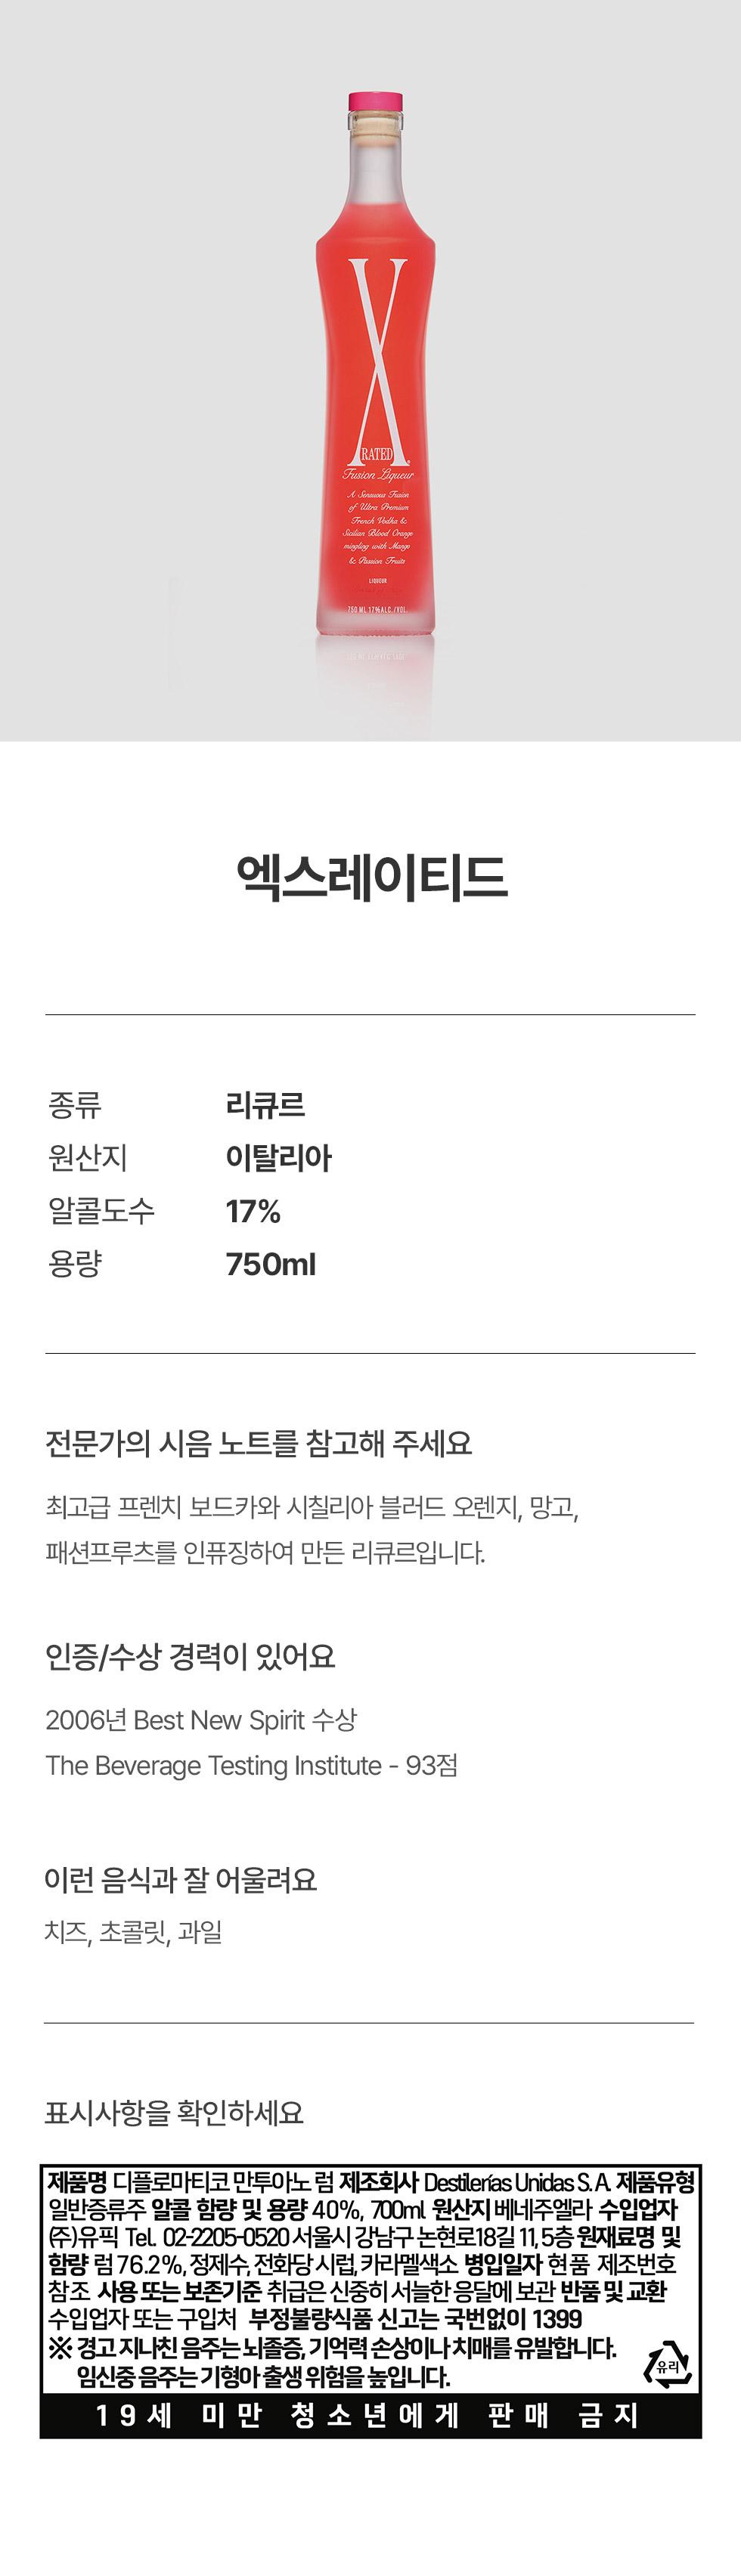 X
RATED
Fusion Liqueur
A Sensuous Fusion
of Ultra Premium
French Vodka &
Sicilian Blood Orange
mingling with Mango
& Passion Fruits
LIQUEUR
750 ML 17% ALC. /VOL.
엑스레이티드
종류 리큐르
원산지 이탈리아
알콜도수 17%
용량 750ml
전문가의 시음 노트를 참고해 주세요
최고급 프렌치 보드카와 시칠리아 블러드 오렌지, 망고,
패션프루츠를 인퓨징하여 만든 리큐르입니다.
인증/수상 경력이 있어요
2006년 Best New Spirit 수상
The Beverage Testing Institute - 93점
이런 음식과 잘 어울려요
치즈, 초콜릿, 과일
표시사항을 확인하세요
제품명 디플로마티코 만투아노 럼 제조회사 Destilerías Unidas S. A. 제품유형
일반증류주 알콜 함량 및 용량 40%, 700ml 원산지 베네주엘라 수입업자
(주)유픽 Tel. 02-2205-0520 서울시 강남구 논현로18길 11, 5층 원재료명 및
함량 럼 76.2%, 정제수, 전화당 시럽, 카라멜색소 병입일자 현품 제조번호
참조 사용 또는 보존기준 취급은 신중히 서늘한 응달에 보관 반품 및 교환
수입업자 또는 구입처 부정불량식품 신고는 국번없이 1399
※ 경고 지나친 음주는 뇌졸증, 기억력 손상이나 치매를 유발합니다.
임신중 음주는 기형아 출생 위험을 높입니다.
유리
19세 미만 청소년에게 판매 금지